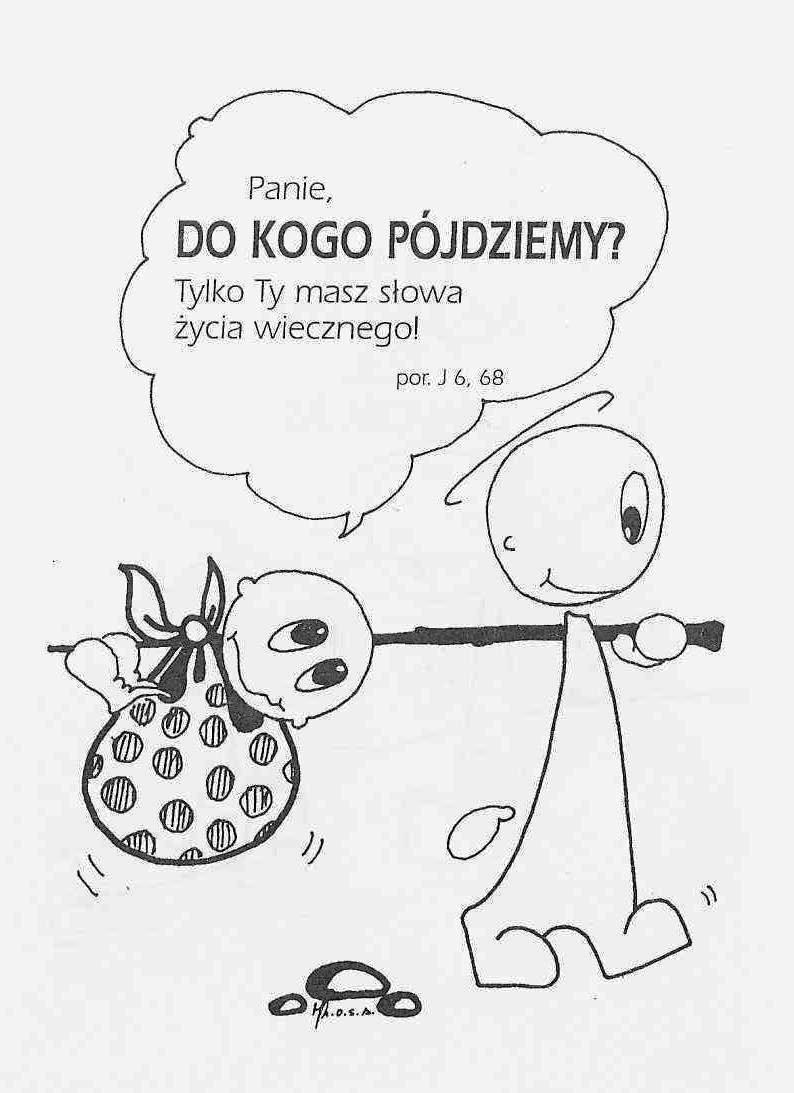 Panie,
DO KOGO PÓJDZIEMY?
Tylko Ty masz słowa
życia wiecznego!
por. J 6, 68